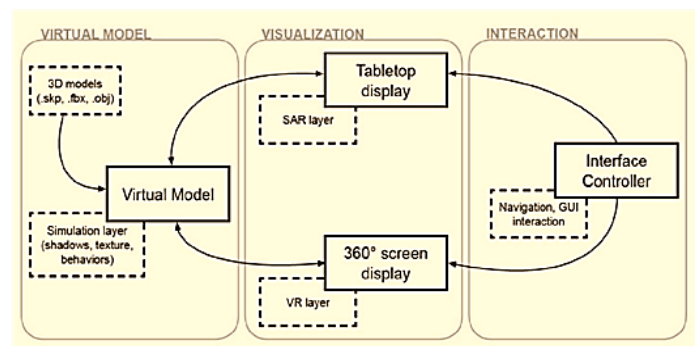 VIRTUAL MODEL
3D models
(.skp, .fbx, .obj)
Virtual Model
Simulation layer
(shadows, texture,
behaviors)
VISUALIZATION
Tabletop
display
SAR layer
360° screen
display
VR layer
INTERACTION
Interface
Controller
Navigation, GUI
interaction